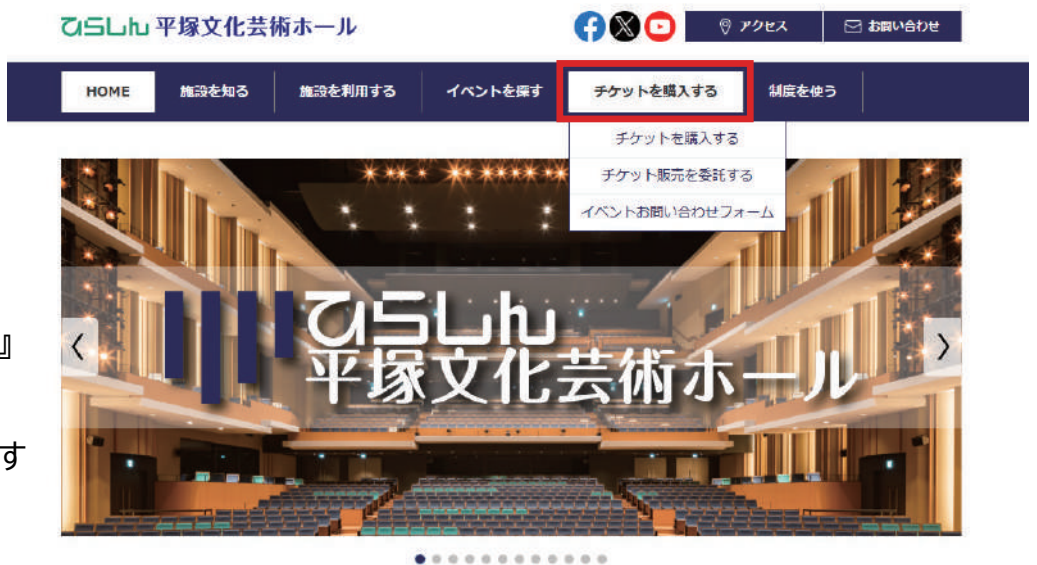 ひらしん 平塚文化芸術ホール
アクセス
お問い合わせ
HOME
施設を知る
施設を利用する
イベントを探す
チケットを購入する
制度を使う
チケットを購入する
チケット販売を委託する
イベントお問い合わせフォーム
ひらしん
平塚文化芸術ホール
』
す